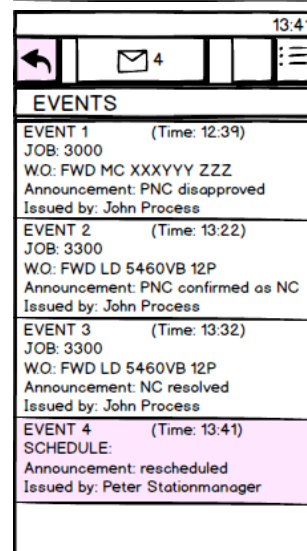 13:41
4
EVENTS
EVENT 1 (Time: 12:39)
JOB: 3000
W.O.: FWD MC XXXYYY ZZZ
Announcement: PNC disapproved
Issued by: John Process
EVENT 2 (Time: 13:22)
JOB: 3300
W.O.: FWD LD 5460VB 12P
Announcement: PNC confirmed as NC
Issued by: John Process
EVENT 3 (Time: 13:32)
JOB: 3300
W.O.: FWD LD 5460VB 12P
Announcement: NC resolved
Issued by: John Process
EVENT 4 (Time: 13:41)
SCHEDULE:
Announcement: rescheduled
Issued by: Peter Stationmanager